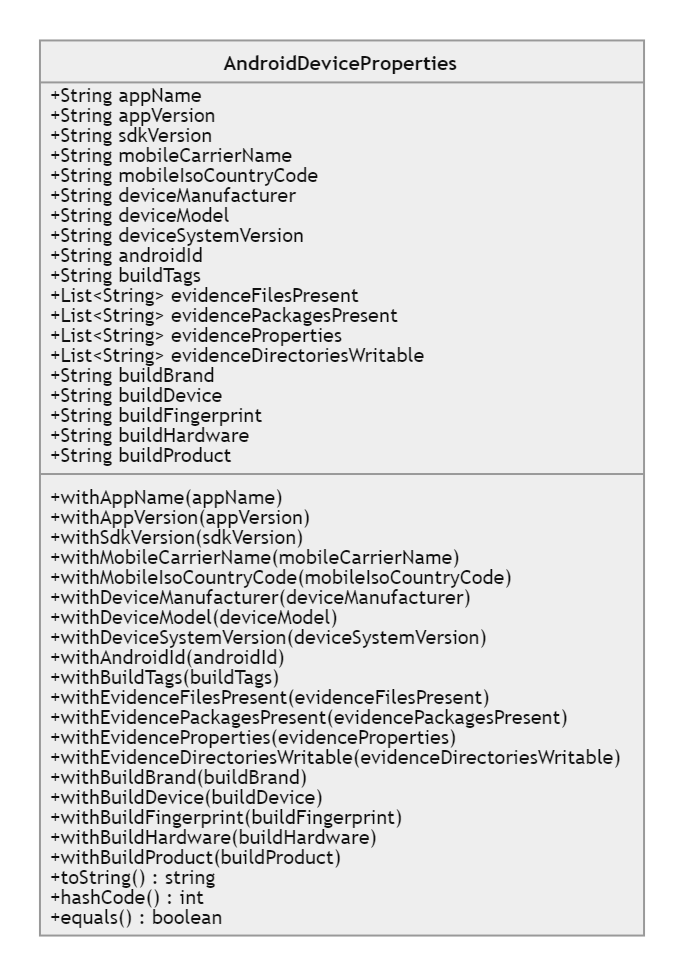 AndroidDeviceProperties
+String appName
+String appVersion
+String sdkVersion
+String mobileCarrierName
+String mobileIsoCountryCode
+String deviceManufacturer
+String deviceModel
+String deviceSystemVersion
+String androidId
+String buildTags
+List<String> evidenceFilesPresent
+List<String> evidencePackagesPresent
+List<String> evidenceProperties
+List<String> evidenceDirectoriesWritable
+String buildBrand
+String buildDevice
+String buildFingerprint
+String buildHardware
+String buildProduct
+withAppName(appName)
+withAppVersion(appVersion)
+withSdkVersion(sdkVersion)
+withMobileCarrierName(mobileCarrierName)
+withMobileIsoCountryCode(mobileIsoCountryCode)
+withDeviceManufacturer(deviceManufacturer)
+withDeviceModel(deviceModel)
+withDeviceSystemVersion(deviceSystemVersion)
+withAndroidId(androidId)
+withBuildTags(buildTags)
+withEvidenceFilesPresent(evidenceFilesPresent)
+withEvidencePackagesPresent(evidencePackagesPresent)
+withEvidenceProperties(evidenceProperties)
+withEvidenceDirectoriesWritable(evidenceDirectoriesWritable)
+withBuildBrand(buildBrand)
+withBuildDevice(buildDevice)
+withBuildFingerprint(buildFingerprint)
+withBuildHardware(buildHardware)
+withBuildProduct(buildProduct)
+toString() : string
+hashCode() : int
+equals() : boolean